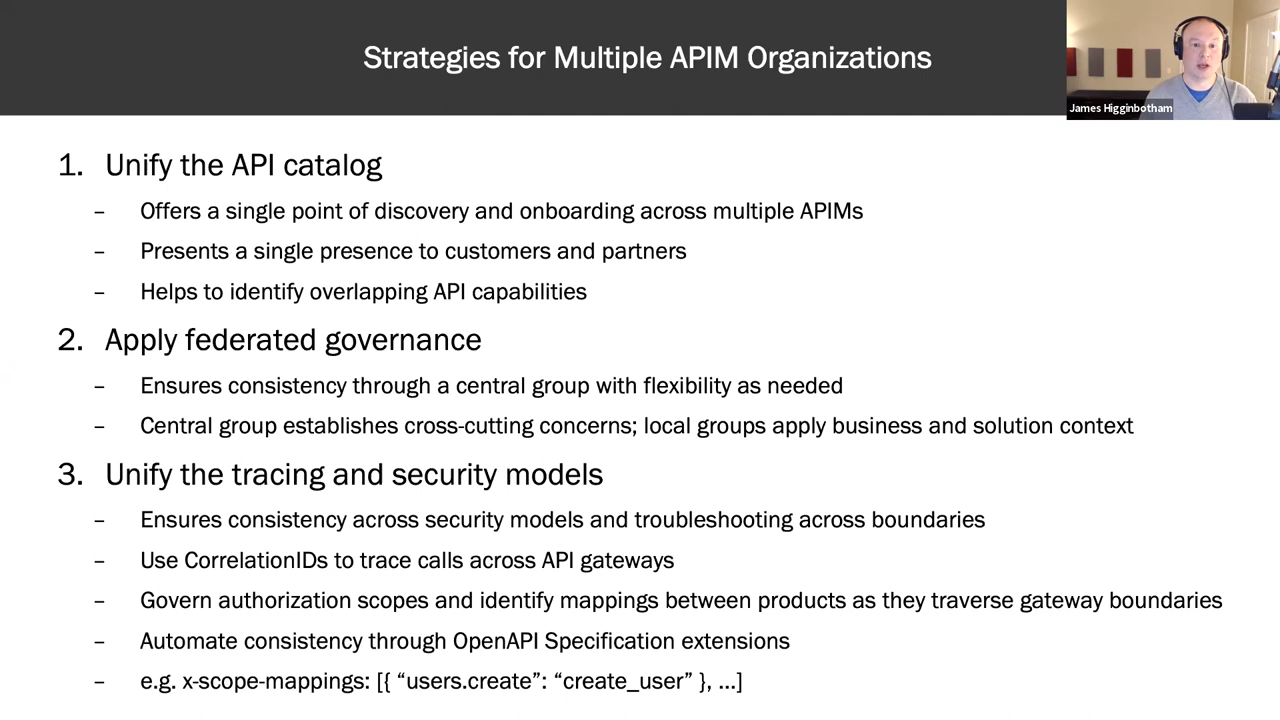 Strategies for Multiple APIM Organizations
James Higginbotham
1. Unify the API catalog
– Offers a single point of discovery and onboarding across multiple APIMs
– Presents a single presence to customers and partners
– Helps to identify overlapping API capabilities
2. Apply federated governance
– Ensures consistency through a central group with flexibility as needed
– Central group establishes cross-cutting concerns; local groups apply business and solution context
3. Unify the tracing and security models
– Ensures consistency across security models and troubleshooting across boundaries
– Use CorrelationIDs to trace calls across API gateways
– Govern authorization scopes and identify mappings between products as they traverse gateway boundaries
– Automate consistency through OpenAPI Specification extensions
– e.g. x-scope-mappings: [{ “users.create”: “create_user” }, ...]